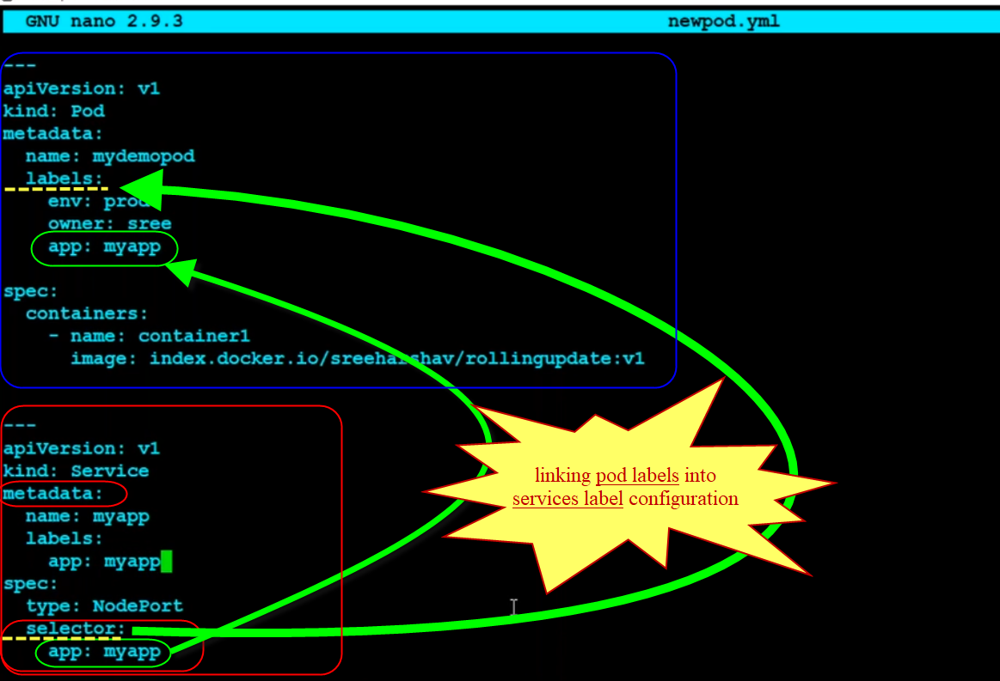 GNU nano 2.9.3 newpod.yml
---
apiVersion: v1
kind: Pod
metadata:
  name: mydemopod
  labels:
    env: prod
    owner: sree
    app: myapp
spec:
  containers:
    - name: container1
      image: index.docker.io/sreeharshav/rollingupdate:v1
---
apiVersion: v1
kind: Service
metadata:
  name: myapp
  labels:
    app: myapp
spec:
  type: NodePort
  selector:
    app: myapp
linking pod labels into
services label configuration